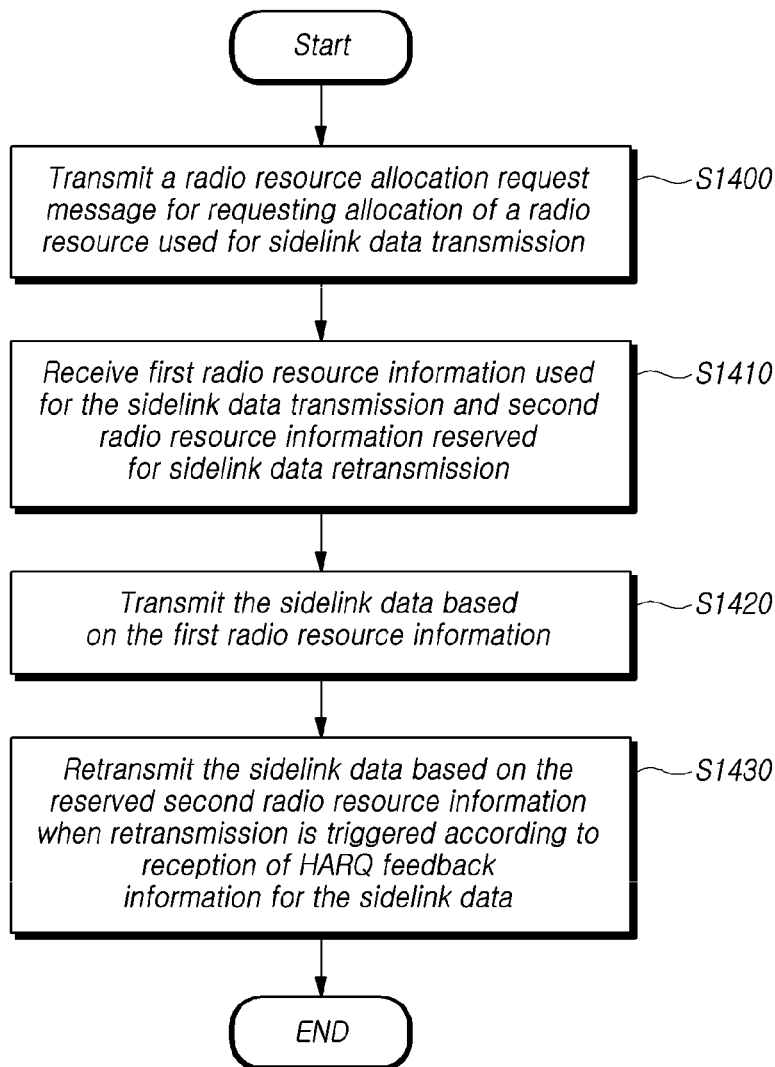 Start
Transmit a radio resource allocation request
message for requesting allocation of a radio
resource used for sidelink data transmission
S1400
Receive first radio resource information used
for the sidelink data transmission and second
radio resource information reserved
for sidelink data retransmission
S1410
Transmit the sidelink data based
on the first radio resource information
S1420
Retransmit the sidelink data based on the
reserved second radio resource information
when retransmission is triggered according to
reception of HARQ feedback
information for the sidelink data
S1430
END